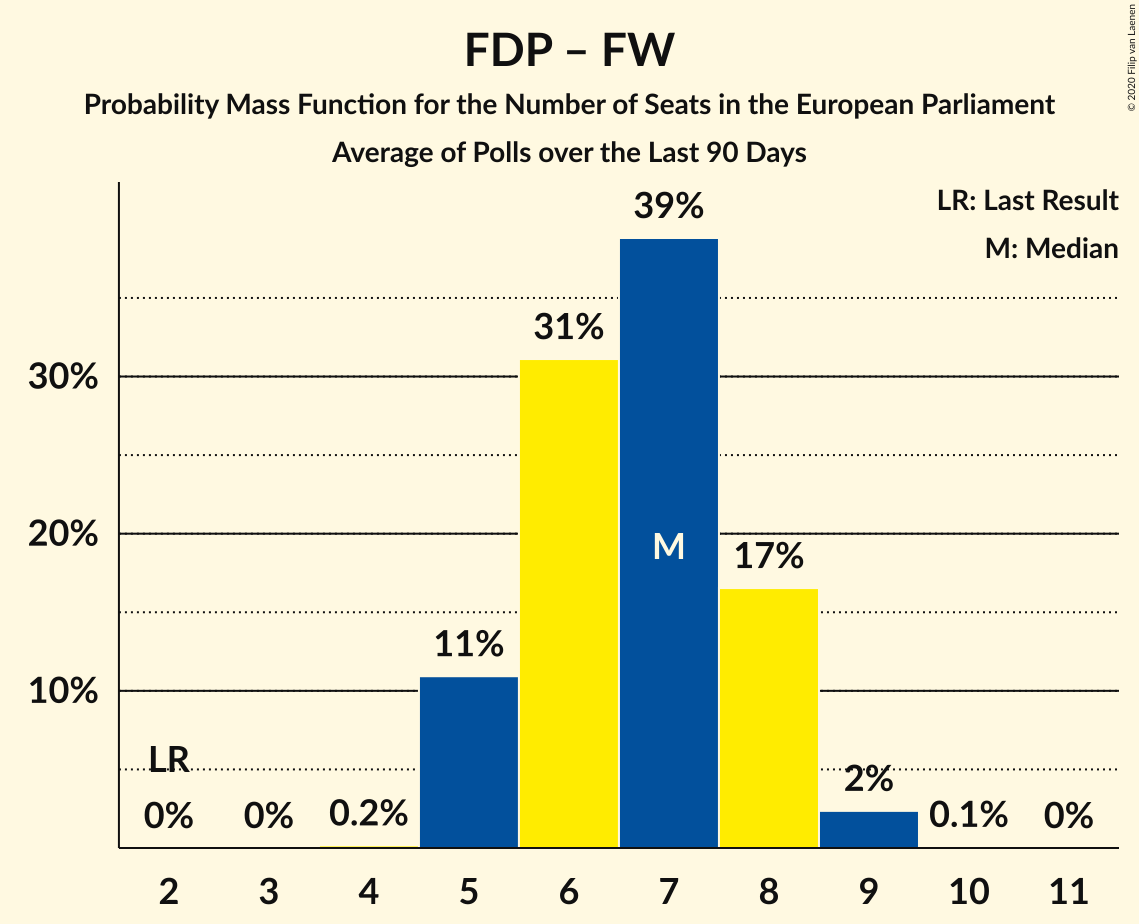 FDP – FW
Probability Mass Function for the Number of Seats in the European Parliament
Average of Polls over the Last 90 Days
© 2020 Filip van Laenen
LR: Last Result
M: Median
39%
31%
30%
M
20%
17%
11%
10%
LR
2%
0%
0%
0.2%
0.1%
0%
2 3 4 5 6 7 8 9 10 11